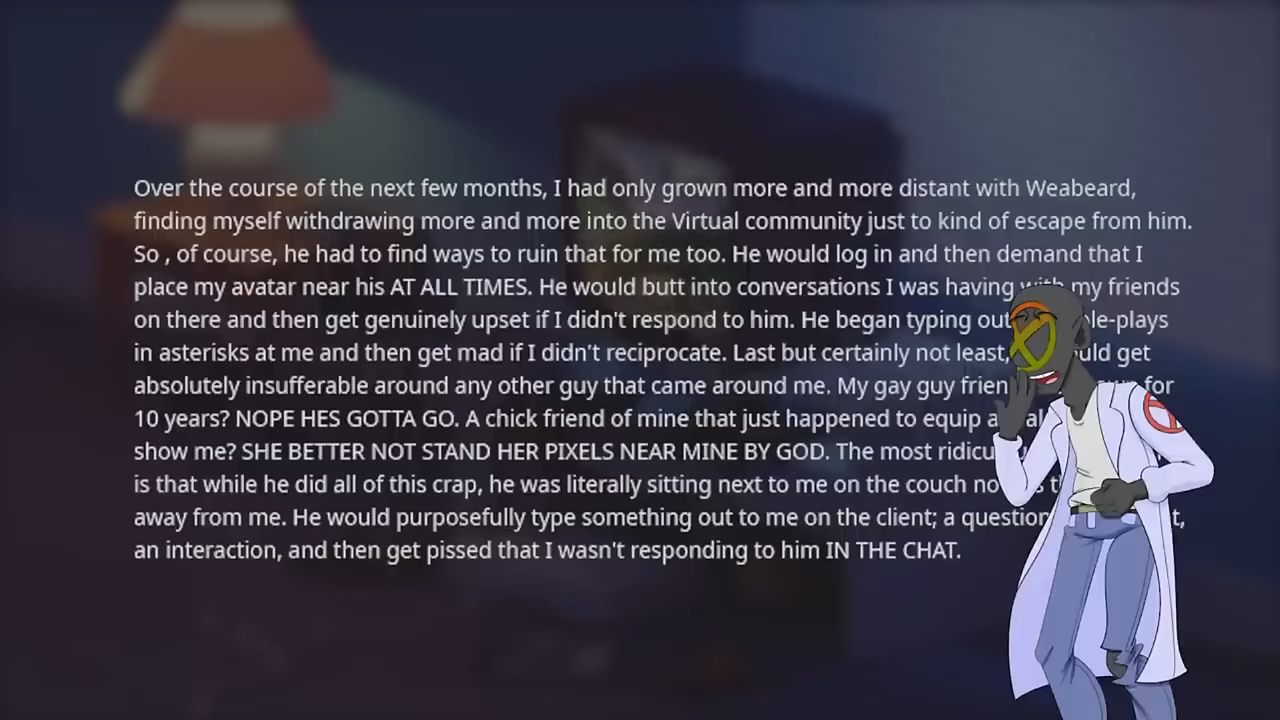 Over the course of the next few months, I had only grown more and more distant with Weabeard,
finding myself withdrawing more and more into the Virtual community just to kind of escape from him.
So , of course, he had to find ways to ruin that for me too. He would log in and then demand that I
place my avatar near his AT ALL TIMES. He would butt into conversations I was having with my friends
on there and then get genuinely upset if I didn't respond to him. He began typing out le-plays
in asterisks at me and then get mad if I didn't reciprocate. Last but certainly not least, uld get
absolutely insufferable around any other guy that came around me. My gay guy frien for
10 years? NOPE HES GOTTA GO. A chick friend of mine that just happened to equip a
show me? SHE BETTER NOT STAND HER PIXELS NEAR MINE BY GOD. The most ridicu
is that while he did all of this crap, he was literally sitting next to me on the couch no
away from me. He would purposefully type something out to me on the client; a question t,
an interaction, and then get pissed that I wasn't responding to him IN THE CHAT.